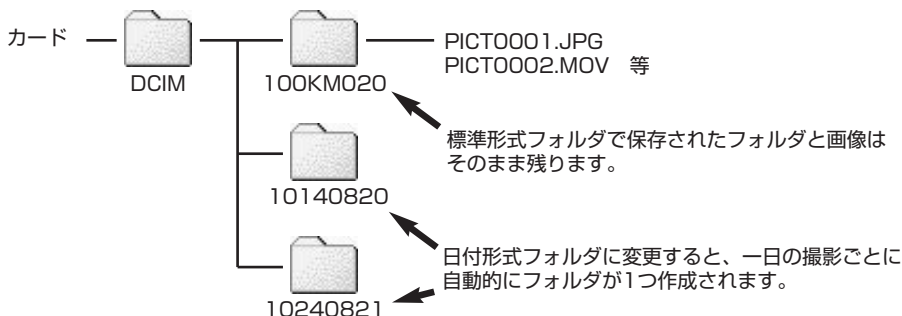 カード
DCIM
100KM020
PICT0001.JPG
PICT0002.MOV 等
標準形式フォルダで保存されたフォルダと画像は
そのまま残ります。
10140820
日付形式フォルダに変更すると、一日の撮影ごとに
自動的にフォルダが1つ作成されます。
10240821